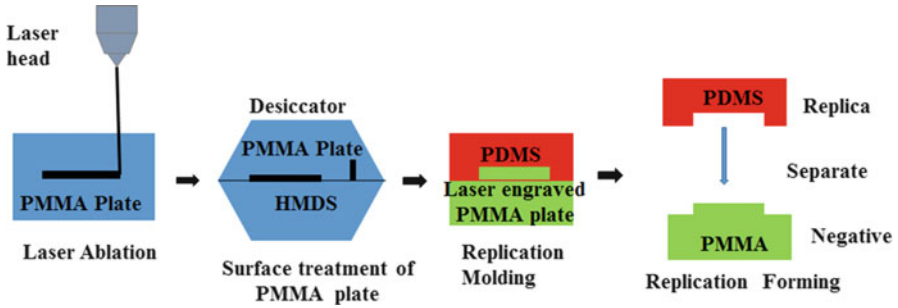 Laser
head
PMMA Plate
Laser Ablation
Desiccator
PMMA Plate
HMDS
Surface treatment of
PMMA plate
PDMS
Laser engraved
PMMA plate
Replication
Molding
PDMS
Replica
Separate
PMMA
Negative
Replication Forming